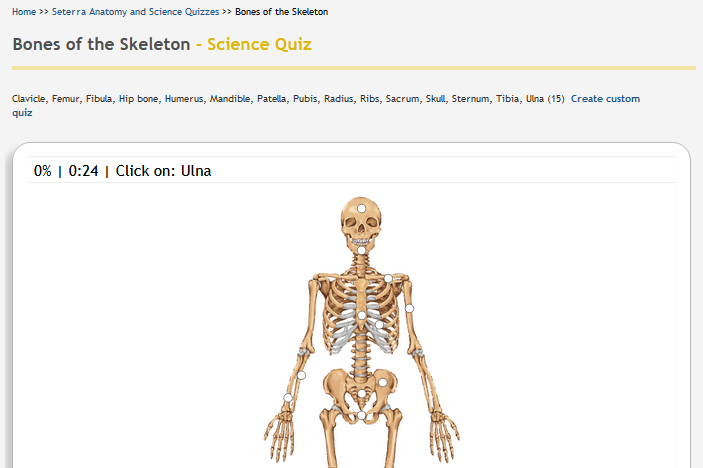 Home >> Seterra Anatomy and Science Quizzes >> Bones of the Skeleton
Bones of the Skeleton - Science Quiz
Clavicle, Femur, Fibula, Hip bone, Humerus, Mandible, Patella, Pubis, Radius, Ribs, Sacrum, Skull, Sternum, Tibia, Ulna (15) Create custom
quiz
0% | 0:24 | Click on: Ulna